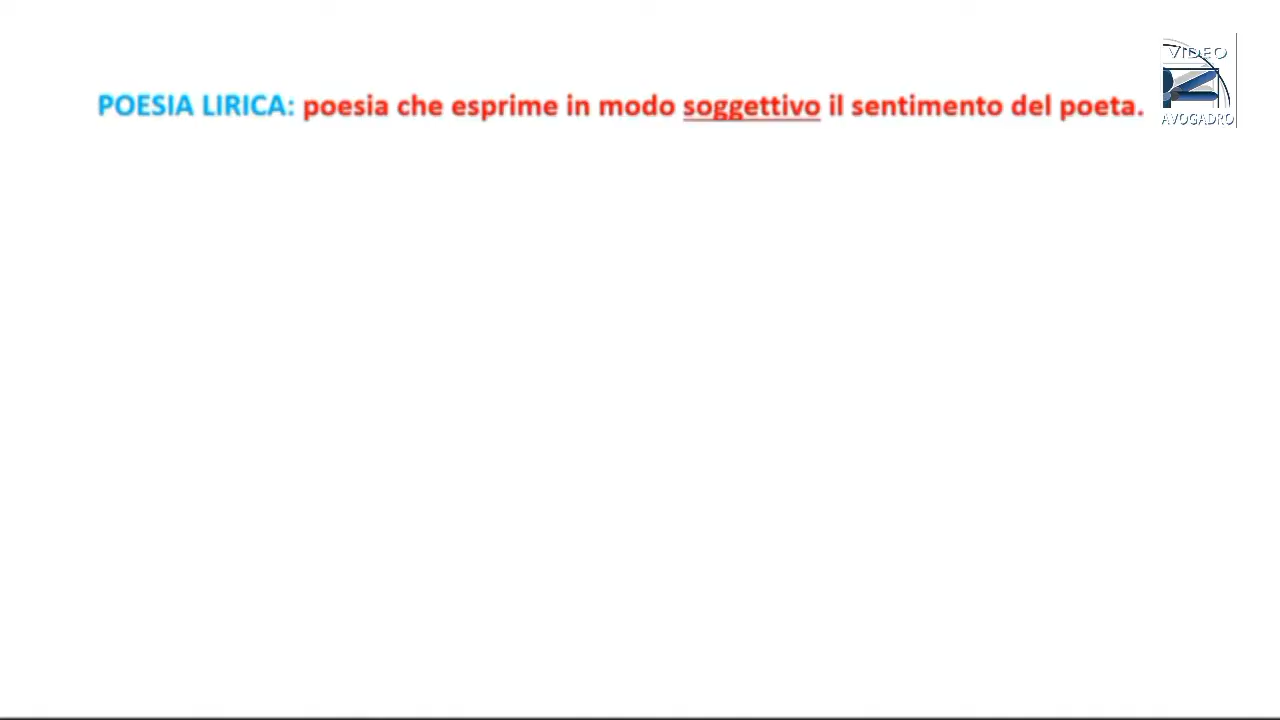 POESIA LIRICA: poesia che esprime in modo soggettivo il sentimento del poeta.
VIDEO
AVOGADRO